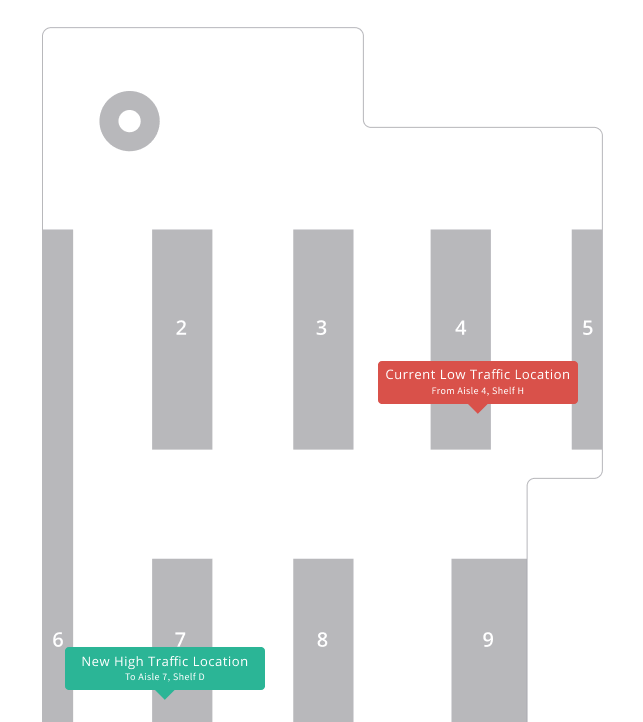 2
3
4
5
Current Low Traffic Location
From Aisle 4, Shelf H
6
7
8
9
New High Traffic Location
To Aisle 7, Shelf D